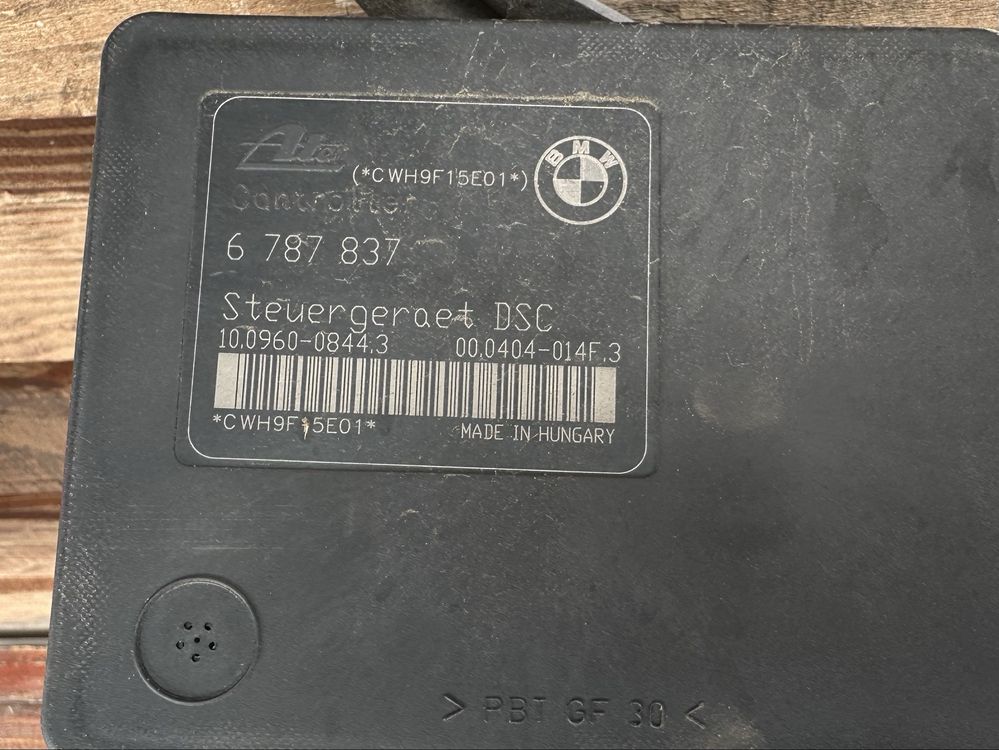 Ate
(*CWH9F15E01*)
BMW
6 787 837
Steuergeraet DSC
10.0960-0844.3 00.0404-014F.3
*CWH9F15E01*
MADE IN HUNGARY
> PBT GF 30 <